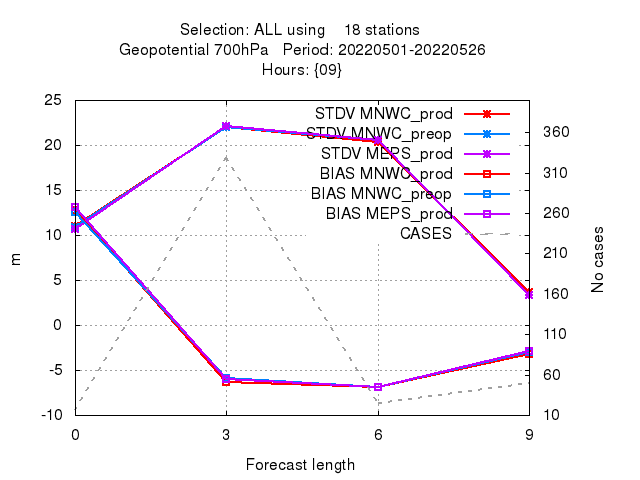 Selection: ALL using 18 stations
Geopotential 700hPa Period: 20220501-20220526
Hours: {09}
25
20
15
10
5
0
-5
-10
m
STDV MNWC_prod
STDV MNWC_preop
STDV MEPS_prod
BIAS MNWC_prod
BIAS MNWC_preop
BIAS MEPS_prod
CASES
360
310
260
210
160
110
60
10
No cases
0 3 6 9
Forecast length